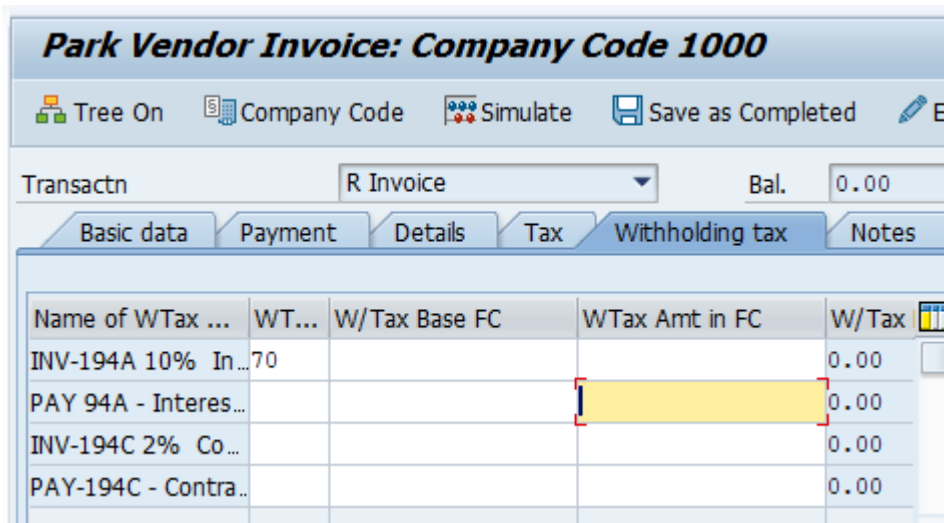 Park Vendor Invoice: Company Code 1000
Tree On Company Code Simulate Save as Completed E
Transactn R Invoice Bal. 0.00
Basic data Payment Details Tax Withholding tax Notes
Name of WTax ... WT... W/Tax Base FC WTax Amt in FC W/Tax
INV-194A 10% In... 70 0.00
PAY 94A - Interes... 0.00
INV-194C 2% Co... 0.00
PAY-194C - Contra.. 0.00